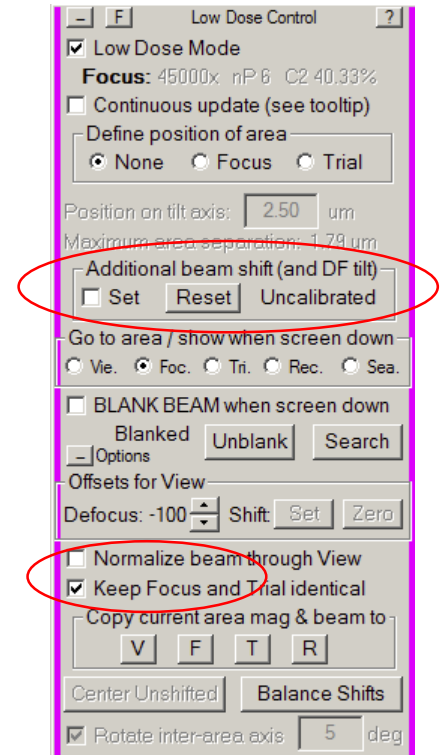 – F Low Dose Control ?
Low Dose Mode
Focus: 45000x nP 6 C2 40.33%
Continuous update (see tooltip)
Define position of area
None Focus Trial
Position on tilt axis: 2.50 um
Maximum area separation: 1.79 um
Additional beam shift (and DF tilt)
Set Reset Uncalibrated
Go to area / show when screen down
Vie. Foc. Tri. Rec. Sea.
BLANK BEAM when screen down
Blanked Unblank Search
– Options
Offsets for View
Defocus: -100 Shift: Set Zero
Normalize beam through View
Keep Focus and Trial identical
Copy current area mag & beam to
V F T R
Center Unshifted Balance Shifts
Rotate inter-area axis 5 deg